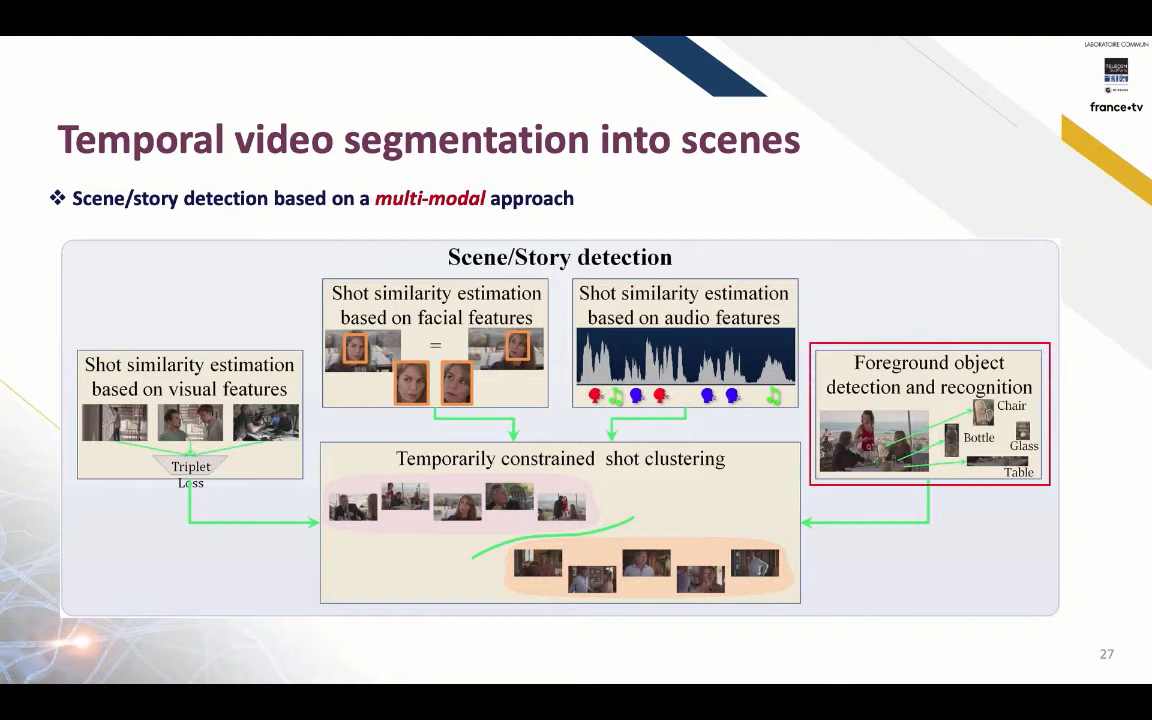 LABORATOIRE COMMUN
TELECOM
france•tv
Temporal video segmentation into scenes
❖ Scene/story detection based on a multi-modal approach
Scene/Story detection
Shot similarity estimation
based on visual features
Triplet
Loss
Shot similarity estimation
based on facial features
=
Shot similarity estimation
based on audio features
Foreground object
detection and recognition
Chair
Bottle
Glass
Table
Temporarily constrained shot clustering
27